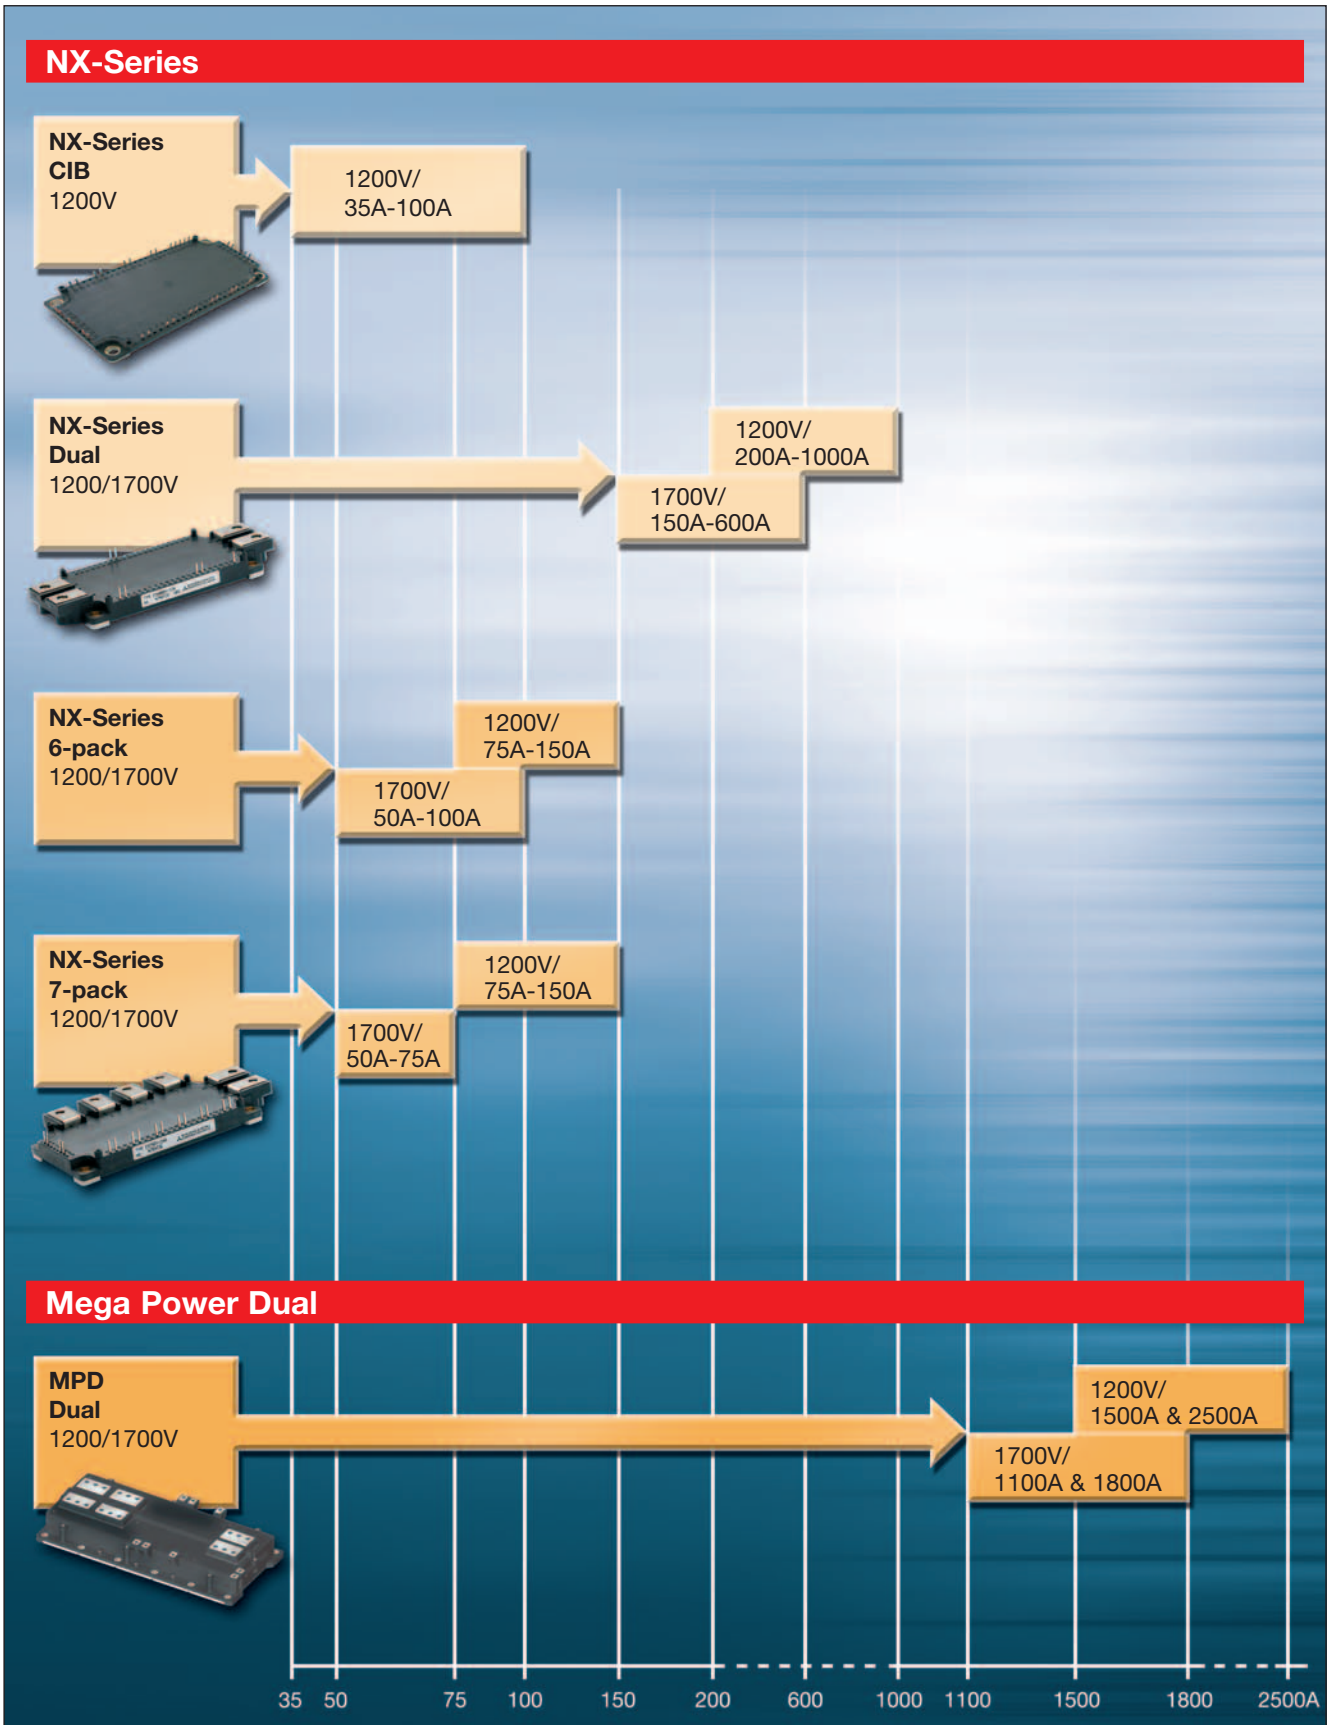 NX-Series
NX-Series
CIB
1200V
1200V/
35A-100A
NX-Series
Dual
1200/1700V
1200V/
200A-1000A
1700V/
150A-600A
NX-Series
6-pack
1200/1700V
1200V/
75A-150A
1700V/
50A-100A
NX-Series
7-pack
1200/1700V
1200V/
75A-150A
1700V/
50A-75A
Mega Power Dual
MPD
Dual
1200/1700V
1200V/
1500A & 2500A
1700V/
1100A & 1800A
35 50 75 100 150 200 600 1000 1100 1500 1800 2500A